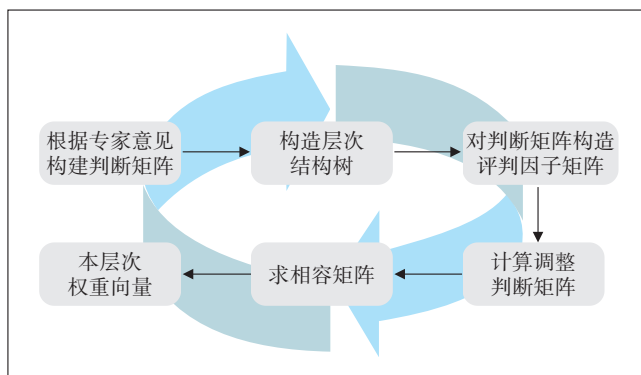 根据专家意见
构建判断矩阵
构造层次
结构树
对判断矩阵构造
评判因子矩阵
计算调整
判断矩阵
求相容矩阵
本层次
权重向量